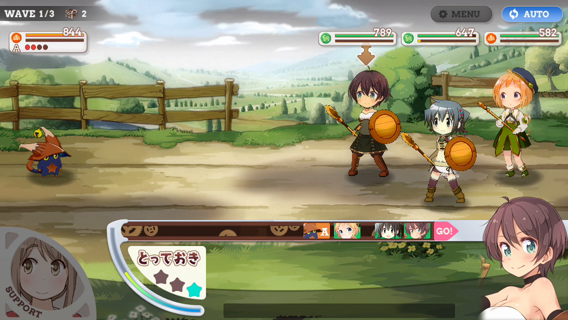 WAVE 1/3 2
MENU
AUTO
844
A
789
647
582
A
GO!
とっておき
SUPPORT